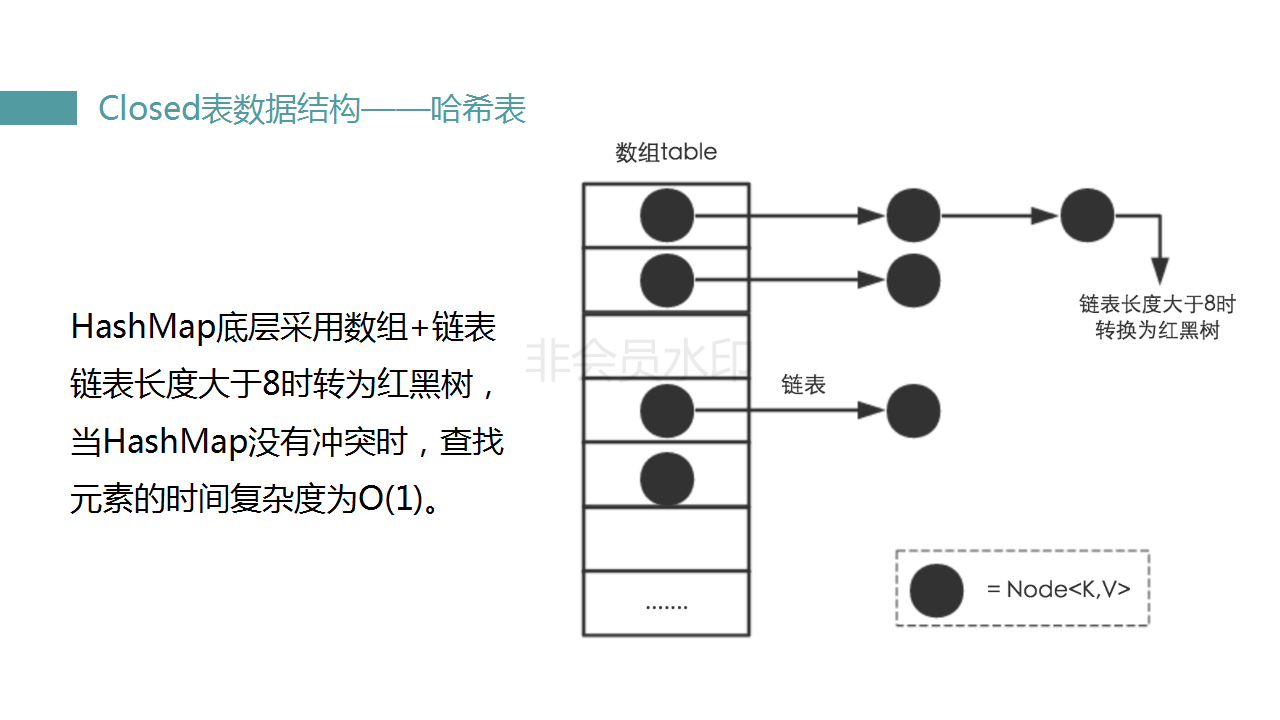 Closed表数据结构——哈希表
数组table
HashMap底层采用数组+链表
链表长度大于8时转为红黑树，
当HashMap没有冲突时，查找
元素的时间复杂度为O(1)。
非会员水印
链表长度大于8时
转换为红黑树
链表
.......
= Node<K,V>